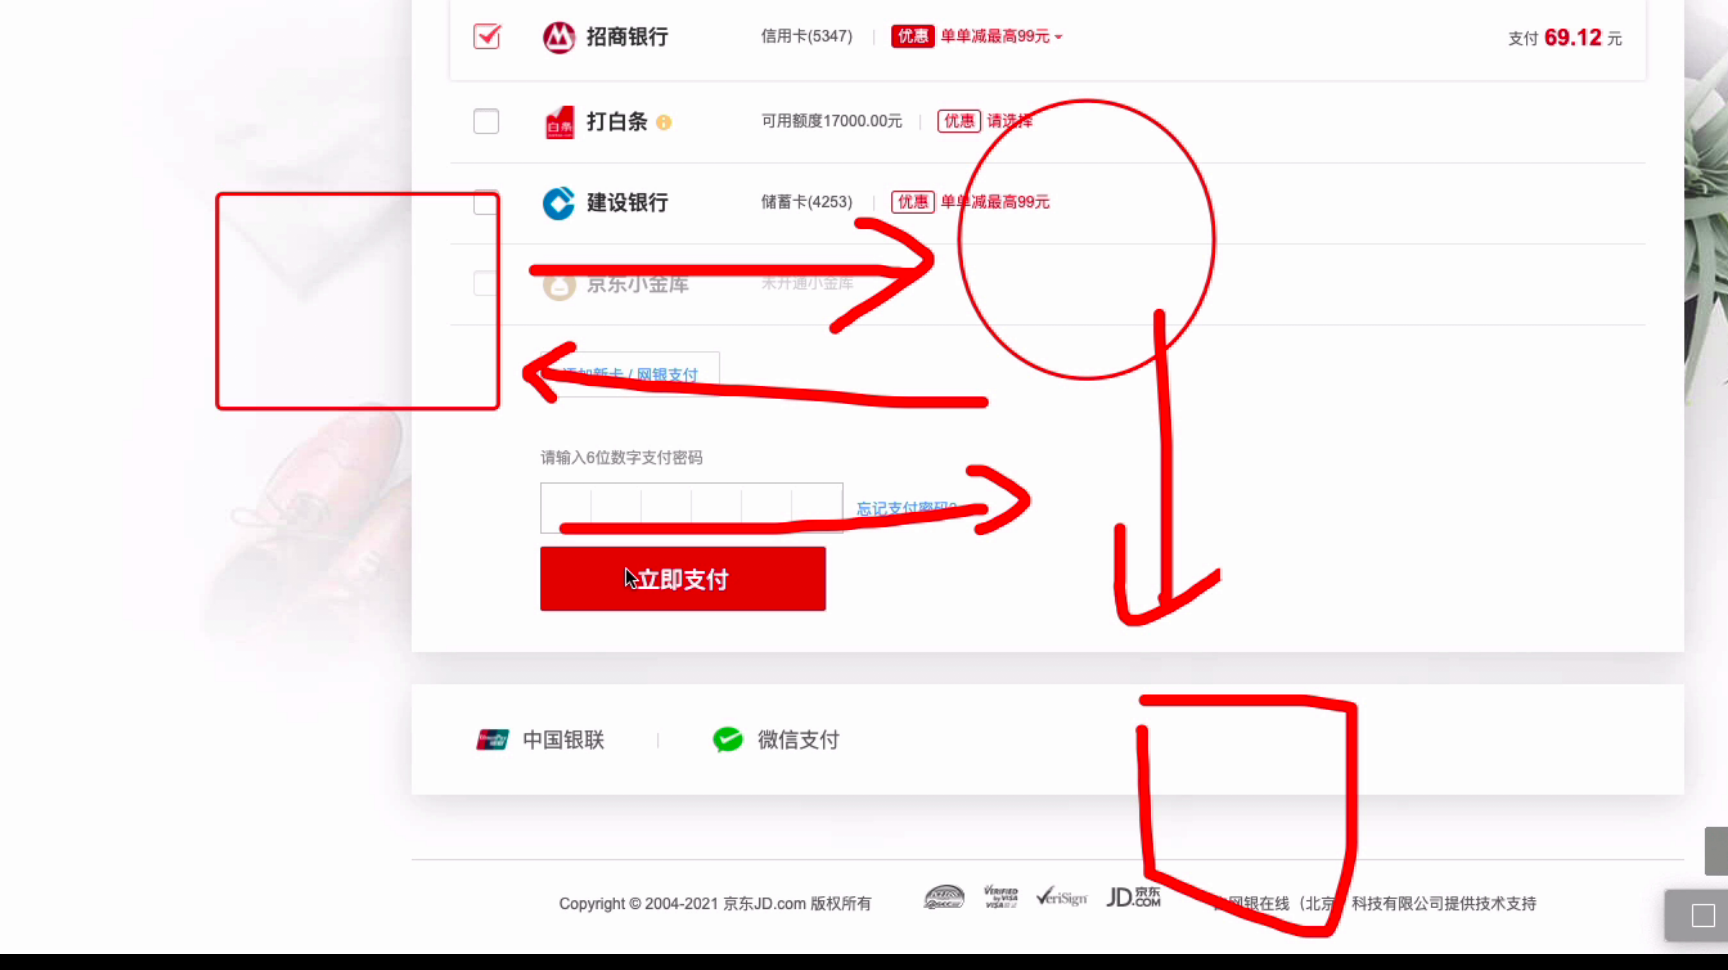 招商银行 信用卡(5347) 优惠 单单减最高99元 支付 69.12 元
打白条 可用额度17000.00元 优惠 请选择
建设银行 储蓄卡(4253) 优惠 单单减最高99元
京东小金库 未开通小金库
添加新卡 / 网银支付
请输入6位数字支付密码
忘记支付密码?
立即支付
中国银联 微信支付
Copyright © 2004-2021 京东JD.com 版权所有 VERIFIED by VISA VeriSign JD京东.COM 网银在线（北京）科技有限公司提供技术支持